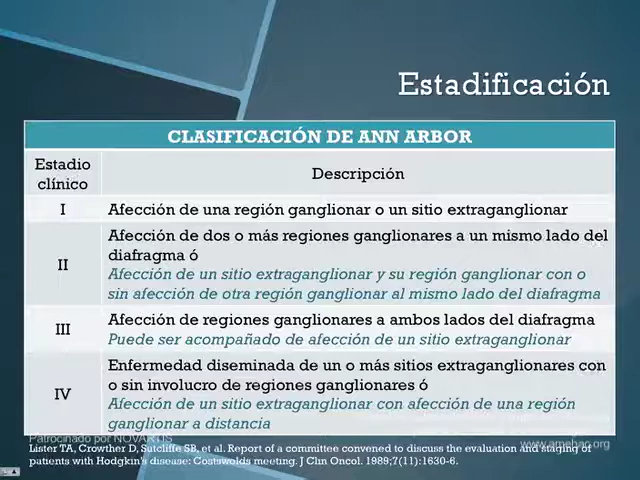 Estadificación
CLASIFICACIÓN DE ANN ARBOR
Estadio
clínico
Descripción
I
Afección de una región ganglionar o un sitio extraganglionar
II
Afección de dos o más regiones ganglionares a un mismo lado del
diafragma ó
Afección de un sitio extraganglionar y su región ganglionar con o
sin afección de otra región ganglionar al mismo lado del diafragma
III
Afección de regiones ganglionares a ambos lados del diafragma
Puede ser acompañado de afección de un sitio extraganglionar
IV
Enfermedad diseminada de un o más sitios extraganglionares con
o sin involucro de regiones ganglionares ó
Afección de un sitio extraganglionar con afección de una región
ganglionar a distancia
Patrocinado por NOVARTIS
www.amehac.org
Lister TA, Crowther D, Sutcliffe SB, et al. Report of a committee convened to discuss the evaluation and staging of
patients with Hodgkin's disease: Costswolds meeting. J Clin Oncol. 1989;7(11):1630-6.